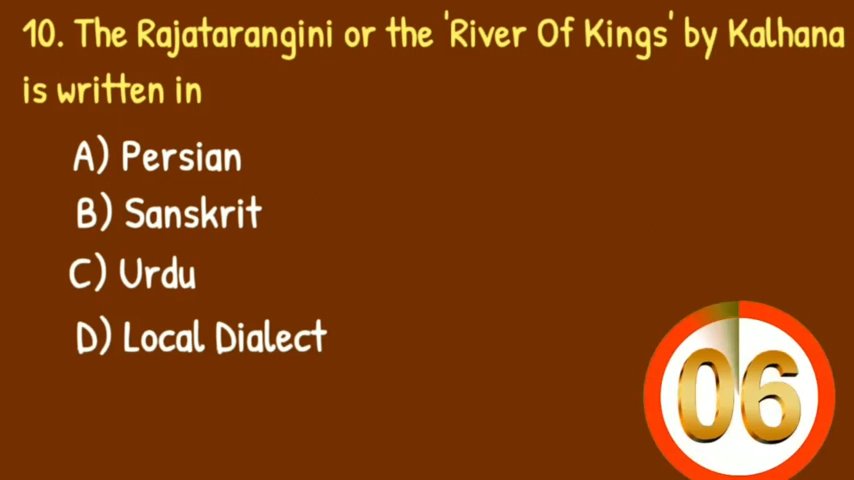 10. The Rajatarangini or the 'River Of Kings' by Kalhana
is written in
A) Persian
B) Sanskrit
C) Urdu
D) Local Dialect
06